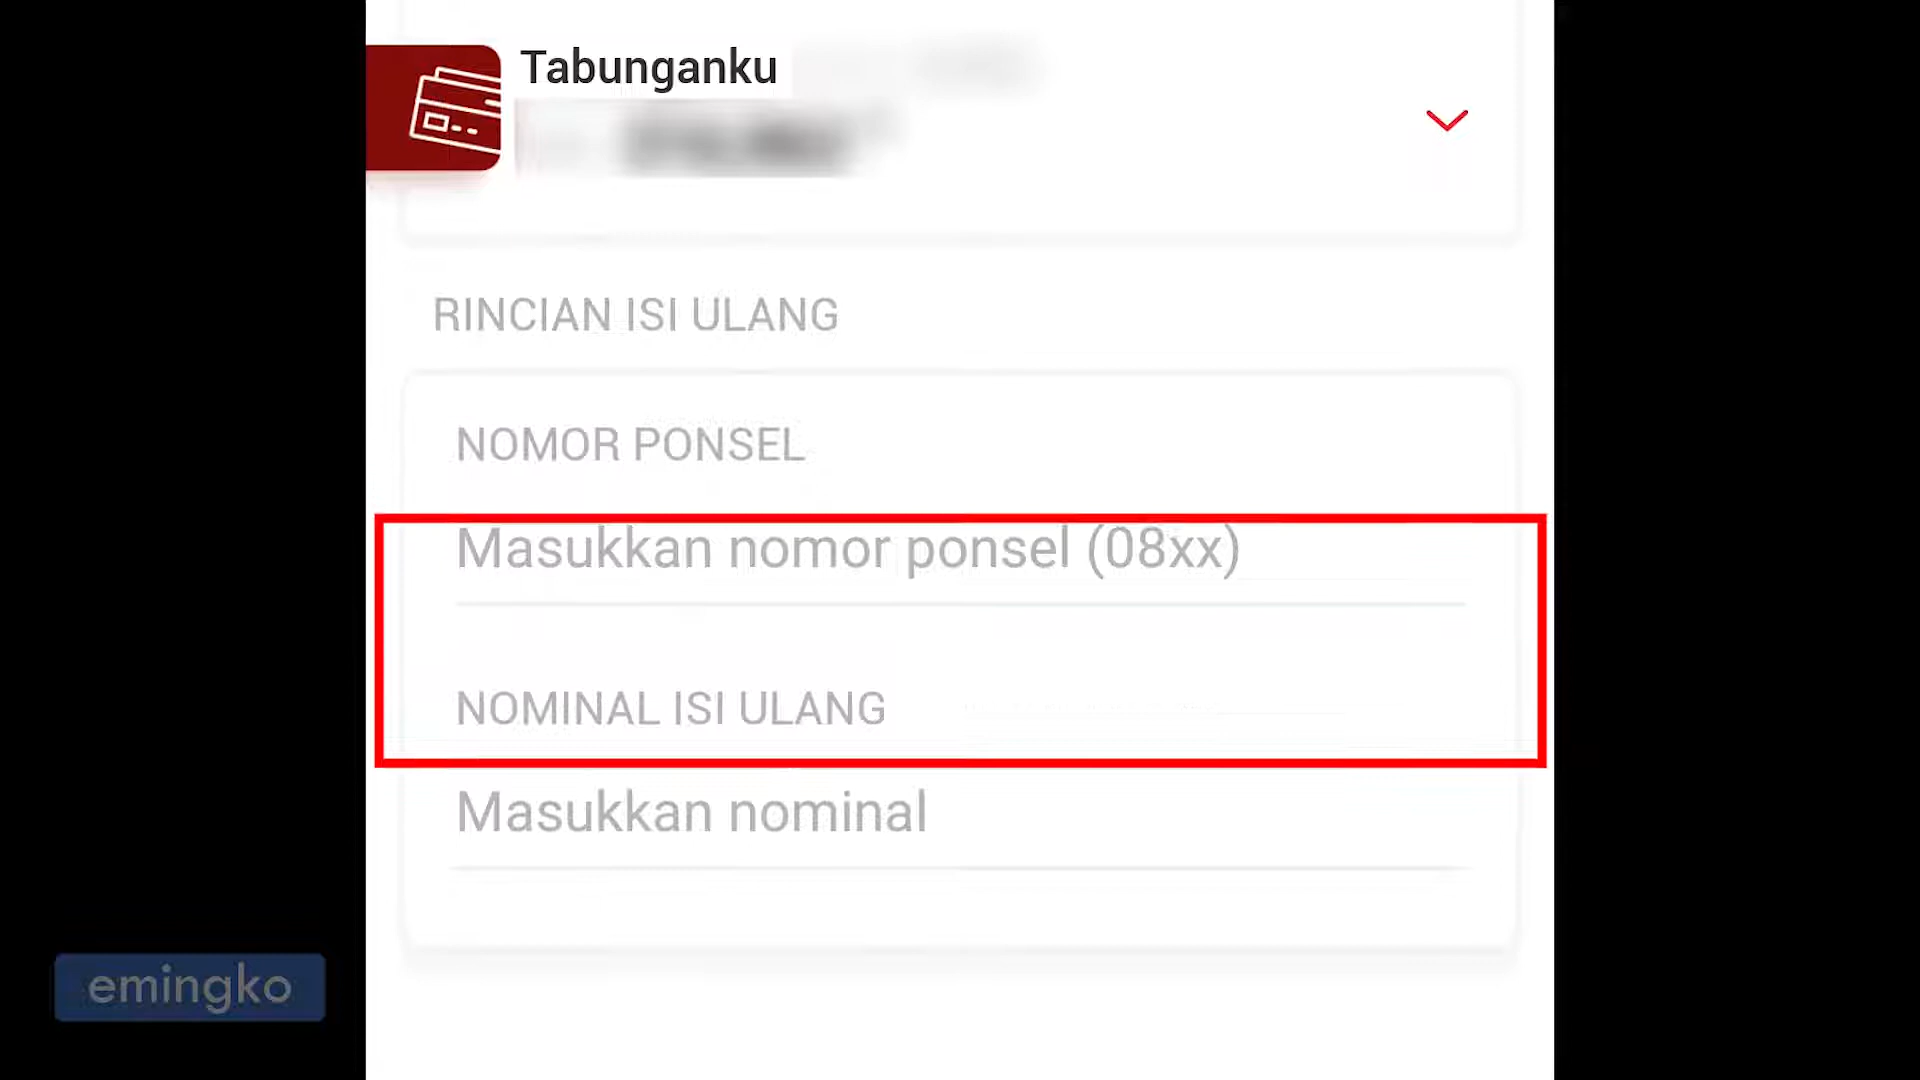 Tabunganku
RINCIAN ISI ULANG
NOMOR PONSEL
Masukkan nomor ponsel (08xx)
NOMINAL ISI ULANG
Masukkan nominal
emingko